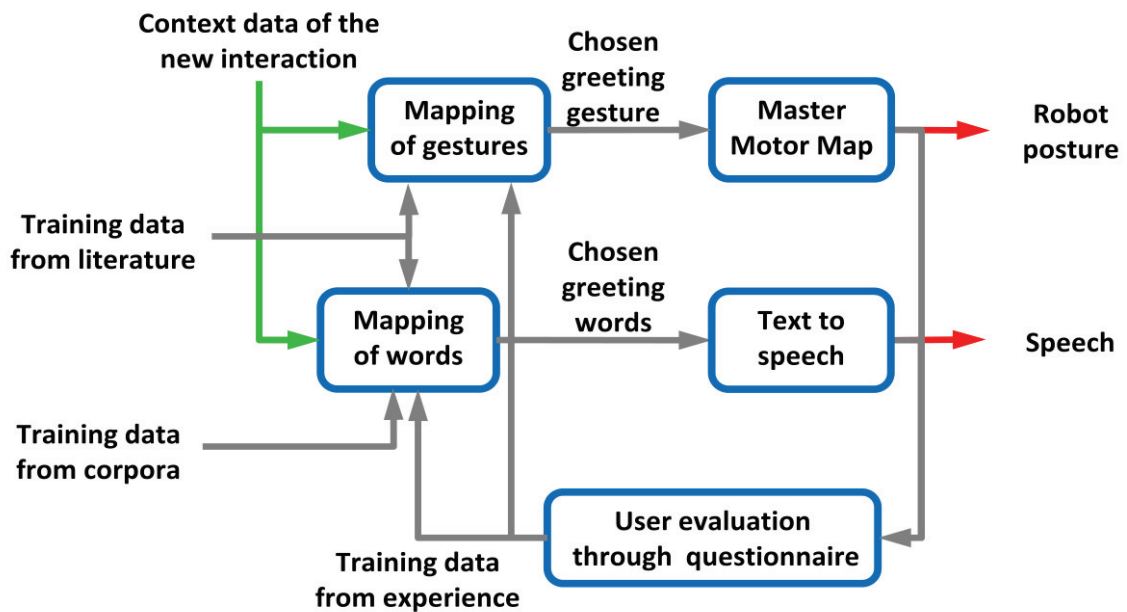 Context data of the
new interaction
Mapping
of gestures
Chosen
greeting
gesture
Master
Motor Map
Robot
posture
Training data
from literature
Mapping
of words
Chosen
greeting
words
Text to
speech
Speech
Training data
from corpora
User evaluation
through questionnaire
Training data
from experience